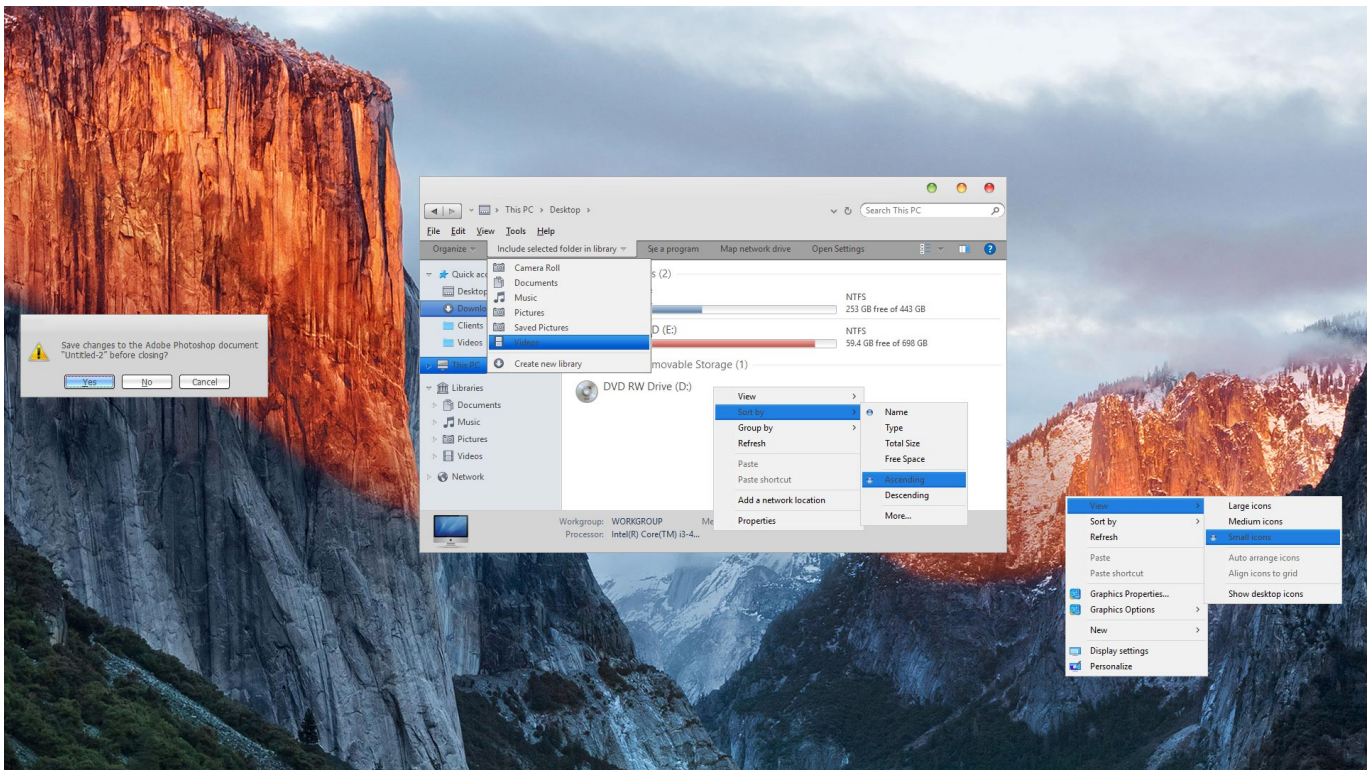 This PC
Desktop
Search This PC
File Edit View Tools Help
Organize
Include selected folder in library
Map network drive
Open Settings
Quick
Desktop
Clients
Videos
This PC
Libraries
Documents
Music
Pictures
Videos
Network
Camera Roll
Documents
Music
Pictures
Saved Pictures
Videos
Create new library
(2)
NTFS
253 GB free of 443 GB
(E:)
NTFS
59.4 GB free of 698 GB
Storage (1)
DVD RW Drive (D:)
Workgroup: WORKGROUP
Processor: Intel(R) Core(TM) i3-4...
View
Sort by
Group by
Refresh
Paste
Paste shortcut
Add a network location
Properties
Name
Type
Total Size
Free Space
Ascending
Descending
More...
Save changes to the Adobe Photoshop document
"Untitled-2" before closing?
Yes No Cancel
View
Sort by
Refresh
Paste
Paste shortcut
Graphics Properties...
Graphics Options
New
Display settings
Personalize
Large icons
Medium icons
Small icons
Auto arrange icons
Align icons to grid
Show desktop icons